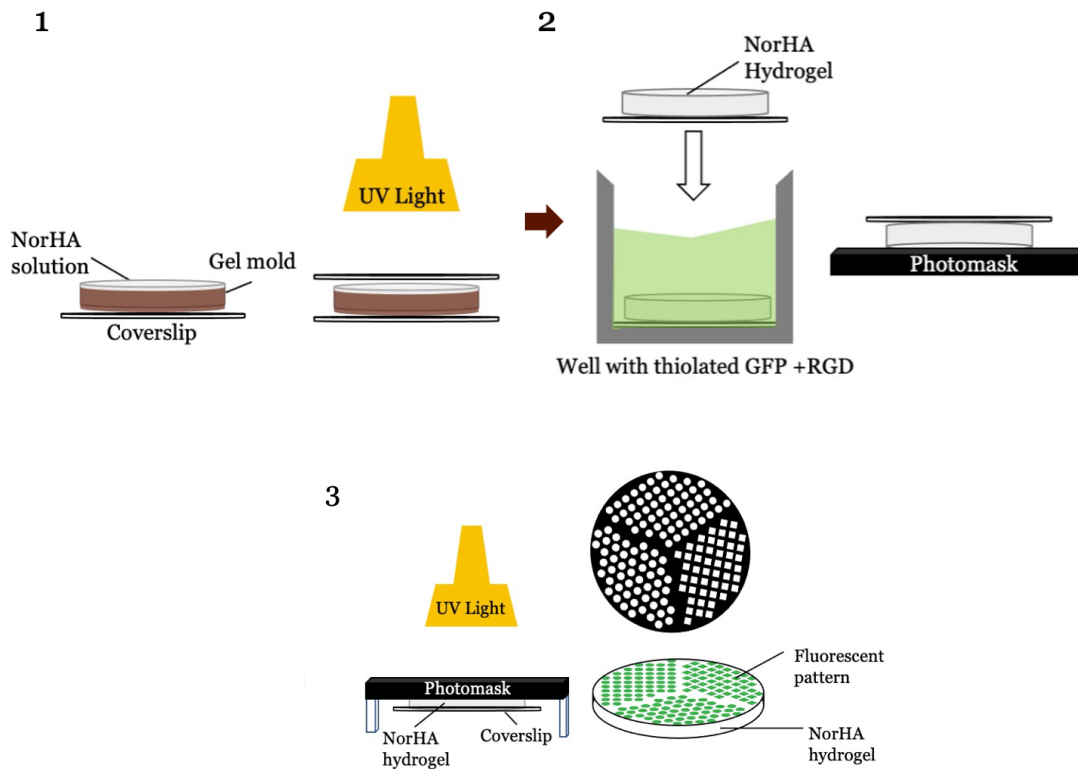 1
UV Light
NorHA
solution
Gel mold
Coverslip
2
NorHA
Hydrogel
Well with thiolated GFP +RGD
Photomask
3
UV Light
Photomask
NorHA
hydrogel
Coverslip
Fluorescent
pattern
NorHA
hydrogel